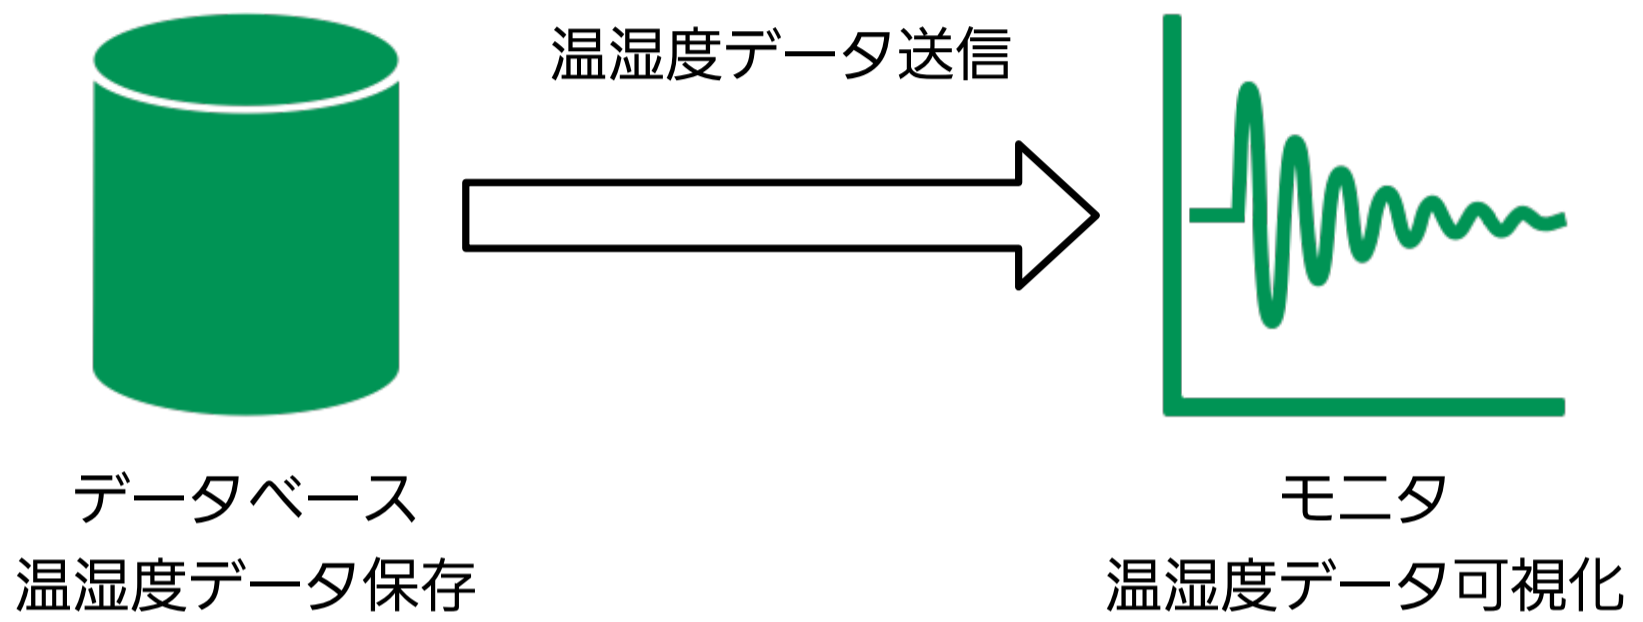 温湿度データ送信
データベース
温湿度データ保存
モニタ
温湿度データ可視化